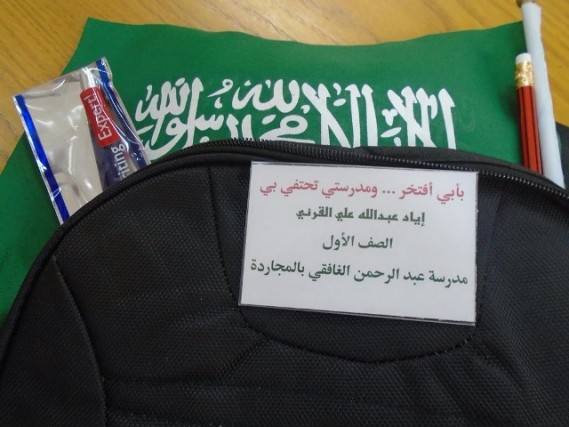 لا إله إلا الله محمد رسول الله
Expert
بأبي أفتخر ... ومدرستي تحتفي بي
إياد عبدالله علي القرني
الصف الأول
مدرسة عبد الرحمن الغافقي بالمجاردة